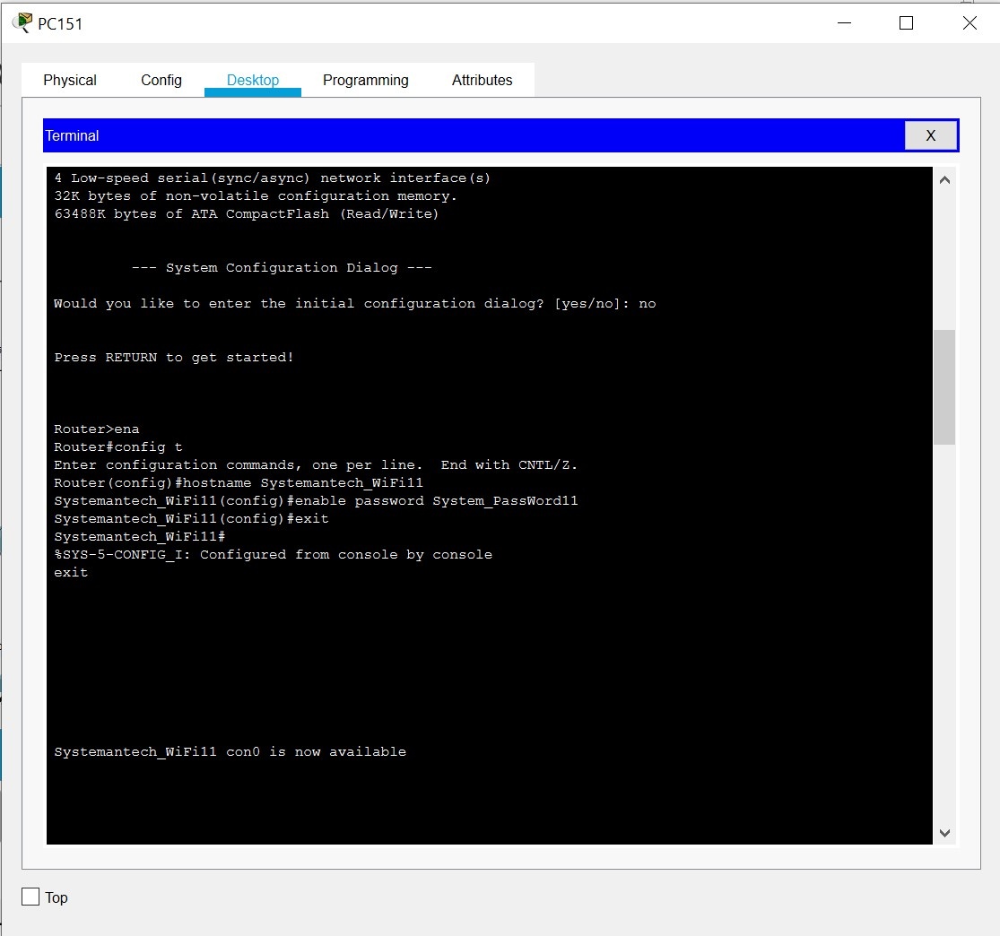 PC151
Physical Config Desktop Programming Attributes
Terminal X
4 Low-speed serial(sync/async) network interface(s)
32K bytes of non-volatile configuration memory.
63488K bytes of ATA CompactFlash (Read/Write)
--- System Configuration Dialog ---
Would you like to enter the initial configuration dialog? [yes/no]: no
Press RETURN to get started!
Router>ena
Router#config t
Enter configuration commands, one per line.  End with CNTL/Z.
Router(config)#hostname Systemantech_WiFi11
Systemantech_WiFi11(config)#enable password System_PassWord11
Systemantech_WiFi11(config)#exit
Systemantech_WiFi11#
%SYS-5-CONFIG_I: Configured from console by console
exit
Systemantech_WiFi11 con0 is now available
Top